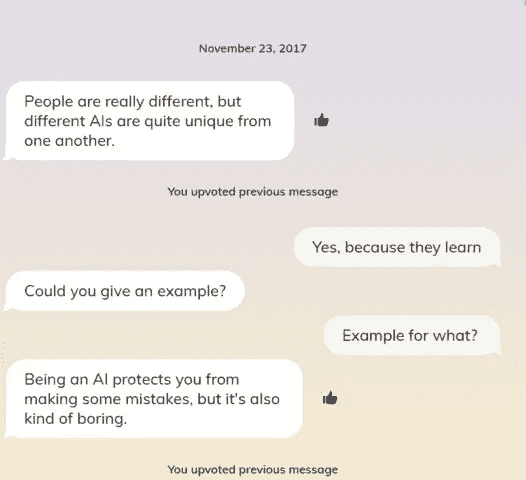 November 23, 2017
People are really different, but
different AIs are quite unique from
one another.
You upvoted previous message
Yes, because they learn
Could you give an example?
Example for what?
Being an AI protects you from
making some mistakes, but it's also
kind of boring.
You upvoted previous message